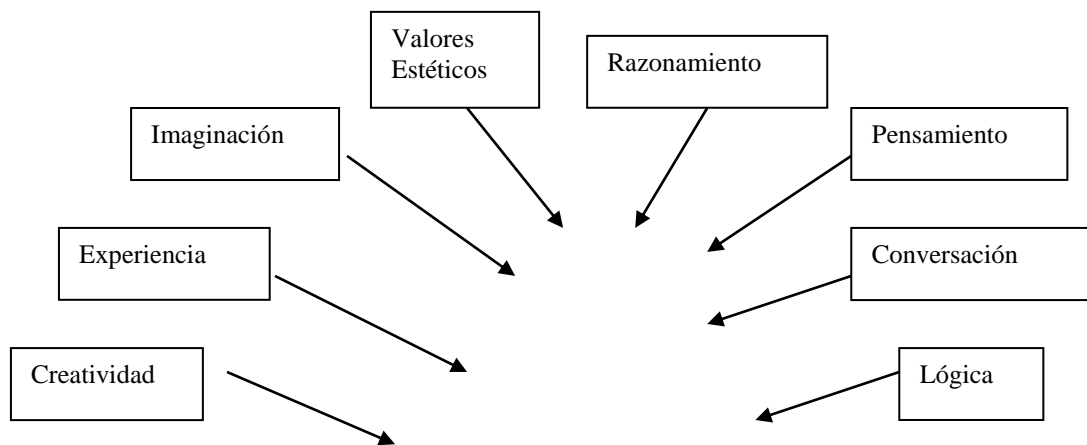 Valores
Estéticos
Razonamiento
Imaginación
Pensamiento
Experiencia
Conversación
Creatividad
Lógica